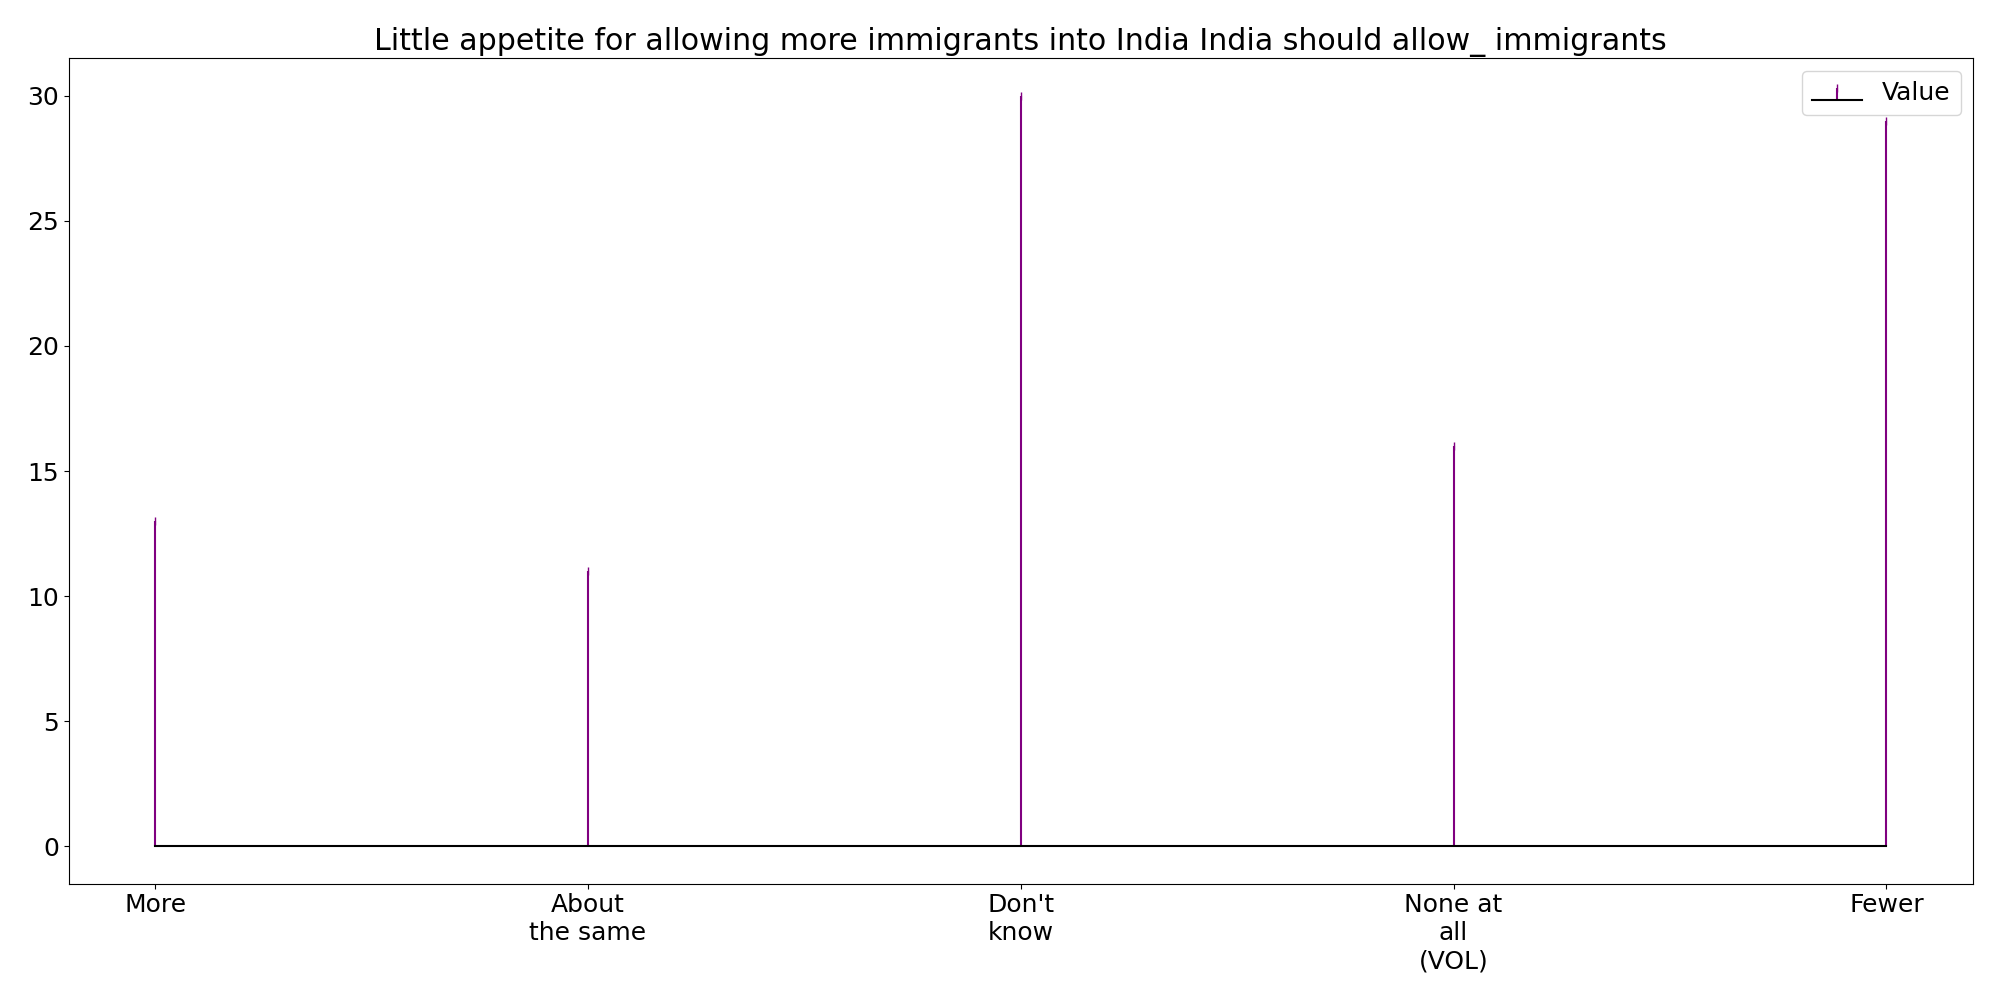 Little appetite for allowing more immigrants into India India should allow_ immigrants
Value
30
25
20
15
10
5
0
More
About
the same
Don't
know
None at
all
(VOL)
Fewer